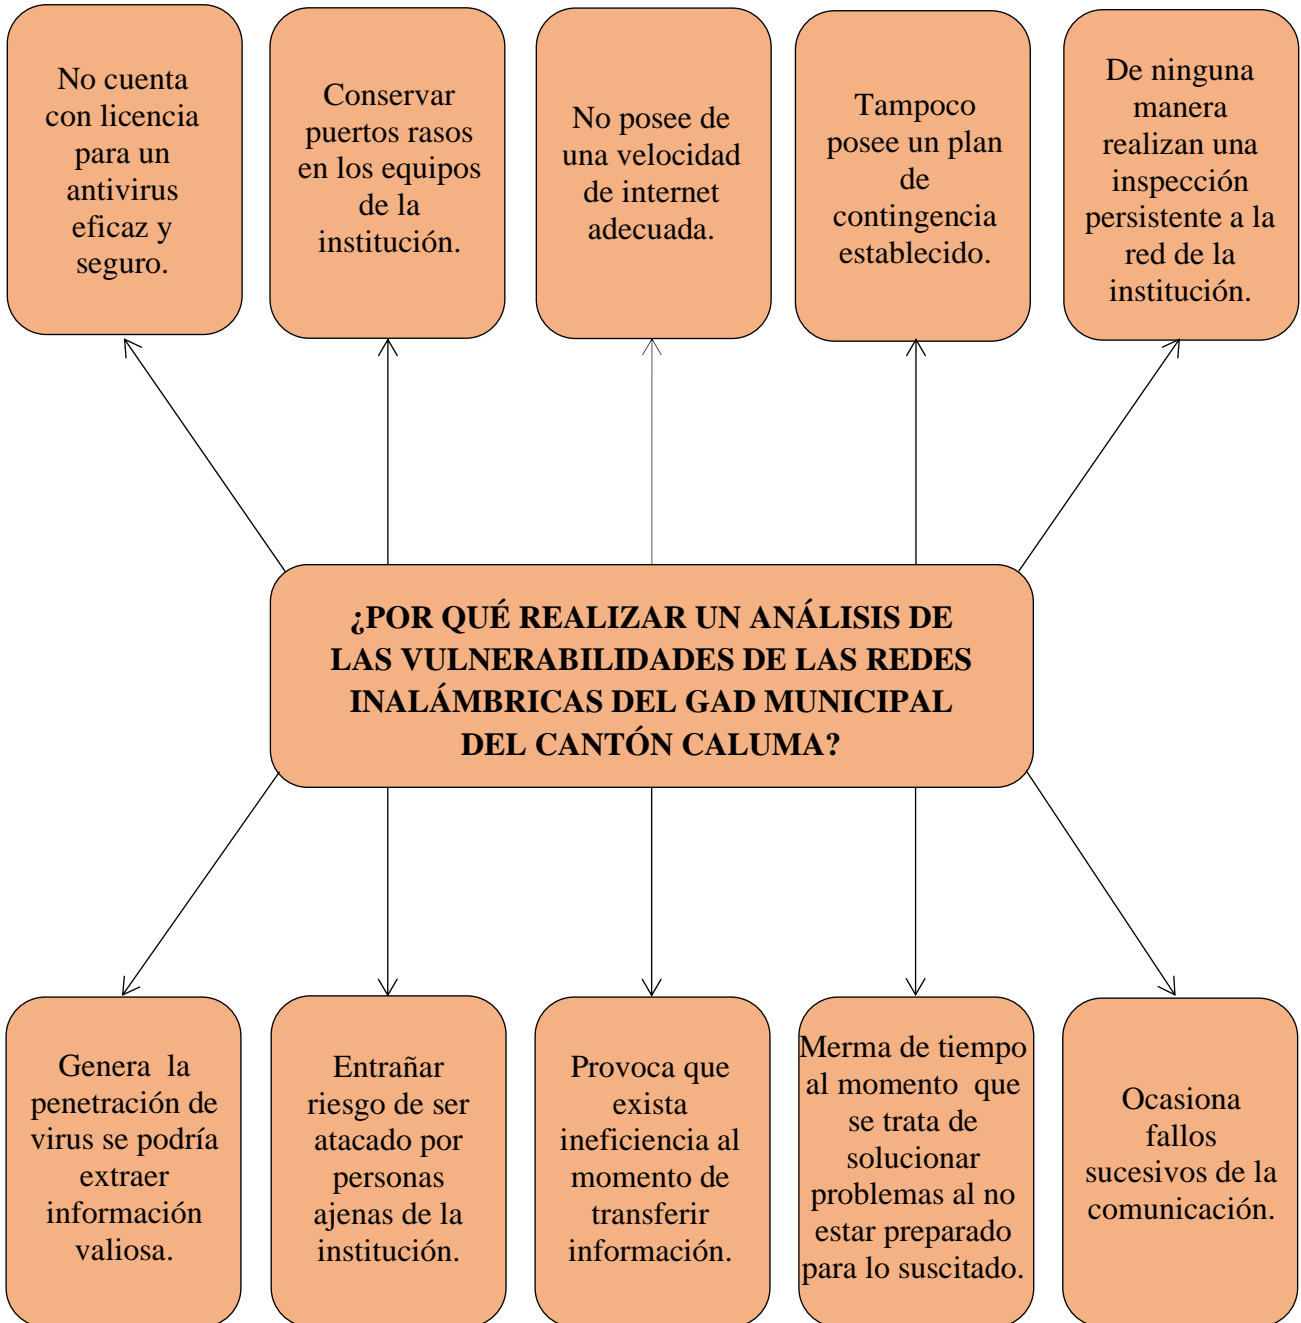 No cuenta
con licencia
para un
antivirus
eficaz y
seguro.
Conservar
puertos rasos
en los equipos
de la
institución.
No posee de
una velocidad
de internet
adecuada.
Tampoco
posee un plan
de
contingencia
establecido.
De ninguna
manera
realizan una
inspección
persistente a la
red de la
institución.
¿POR QUÉ REALIZAR UN ANÁLISIS DE
LAS VULNERABILIDADES DE LAS REDES
INALÁMBRICAS DEL GAD MUNICIPAL
DEL CANTÓN CALUMA?
Genera la
penetración de
virus se podría
extraer
información
valiosa.
Entrañar
riesgo de ser
atacado por
personas
ajenas de la
institución.
Provoca que
exista
ineficiencia al
momento de
transferir
información.
Merma de tiempo
al momento que
se trata de
solucionar
problemas al no
estar preparado
para lo suscitado.
Ocasiona
fallos
sucesivos de la
comunicación.